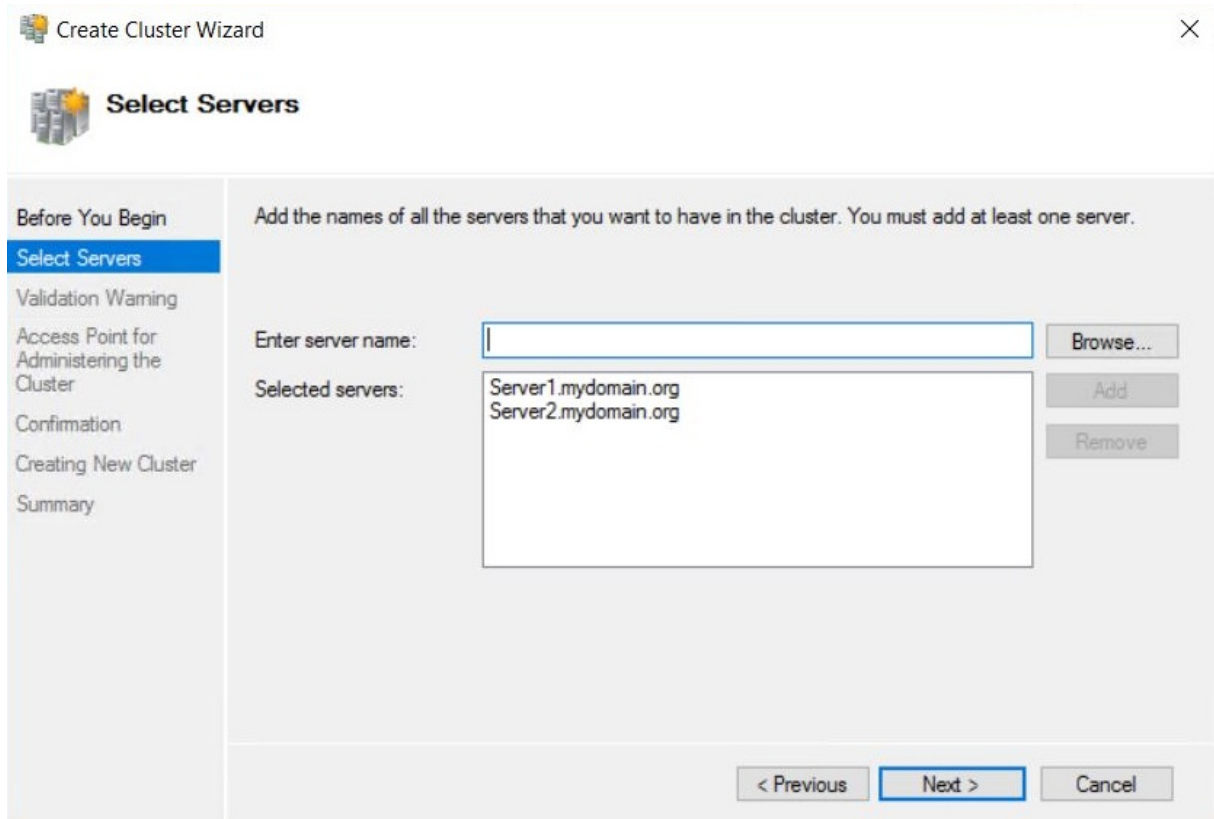 Create Cluster Wizard
Select Servers
Before You Begin
Select Servers
Validation Warning
Access Point for
Administering the
Cluster
Confirmation
Creating New Cluster
Summary
Add the names of all the servers that you want to have in the cluster. You must add at least one server.
Enter server name:
Browse...
Selected servers:
Server1.mydomain.org
Server2.mydomain.org
Add
Remove
< Previous
Next >
Cancel